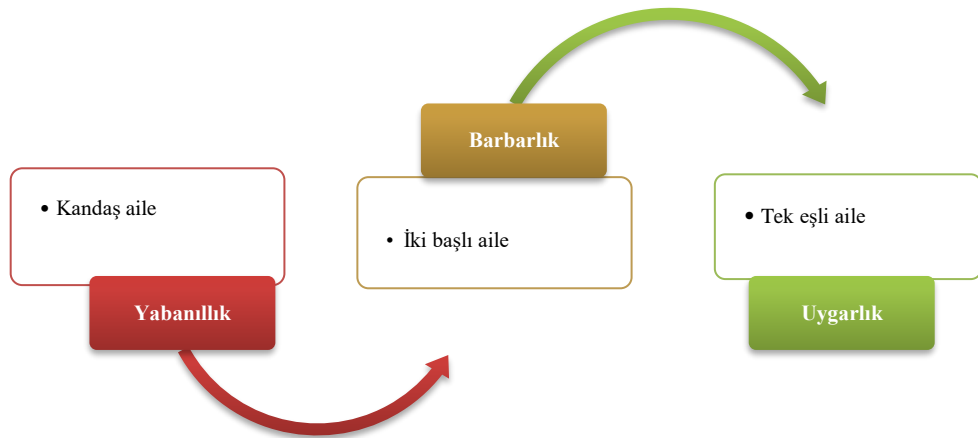 • Kandaş aile
Yabanıllık
Barbarlık
• İki başlı aile
• Tek eşli aile
Uygarlık